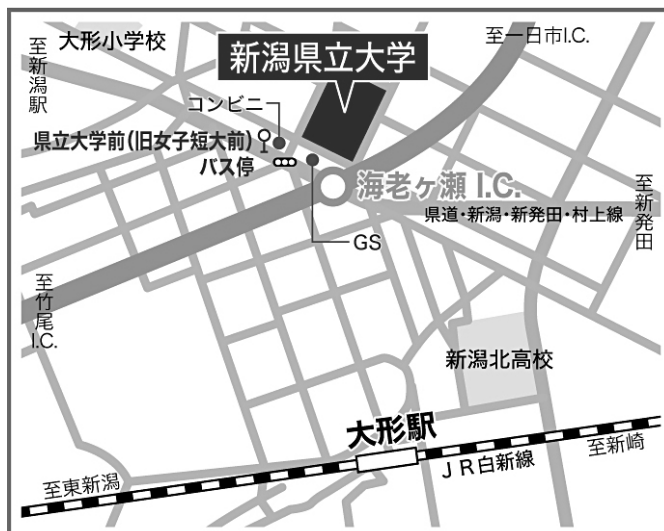 大形小学校
至新潟駅
新潟県立大学
至一日市I.C.
コンビニ
県立大学前(旧女子短大前)
バス停
海老ヶ瀬 I.C.
県道・新潟・新発田・村上線
至新発田
GS
至竹尾I.C.
新潟北高校
大形駅
至東新潟
JR白新線
至新崎